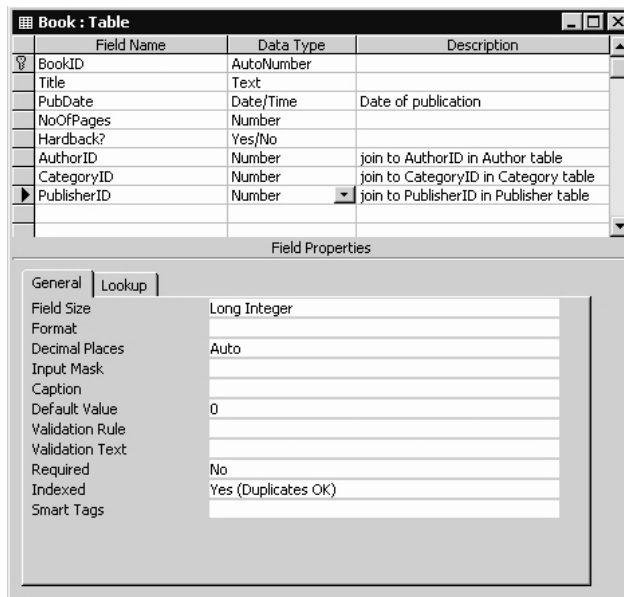 Book : Table
Field Name Data Type Description
BookID AutoNumber
Title Text
PubDate Date/Time Date of publication
NoOfPages Number
Hardback? Yes/No
AuthorID Number join to AuthorID in Author table
CategoryID Number join to CategoryID in Category table
PublisherID Number join to PublisherID in Publisher table
Field Properties
General Lookup
Field Size Long Integer
Format
Decimal Places Auto
Input Mask
Caption
Default Value 0
Validation Rule
Validation Text
Required No
Indexed Yes (Duplicates OK)
Smart Tags